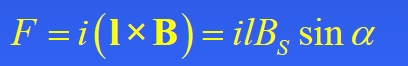 F = i(l × B) = ilB_S sin α